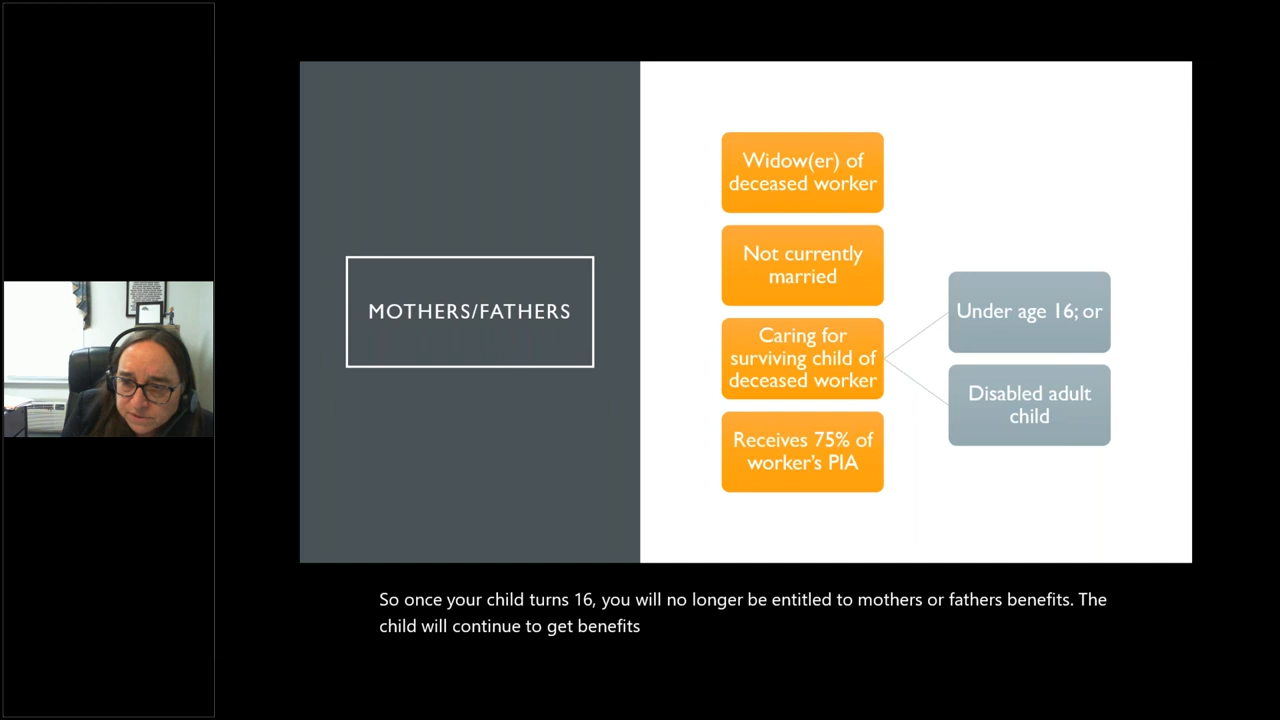 MOTHERS/FATHERS
Widow(er) of
deceased worker
Not currently
married
Caring for
surviving child of
deceased worker
Under age 16; or
Disabled adult
child
Receives 75% of
worker's PIA
So once your child turns 16, you will no longer be entitled to mothers or fathers benefits. The
child will continue to get benefits